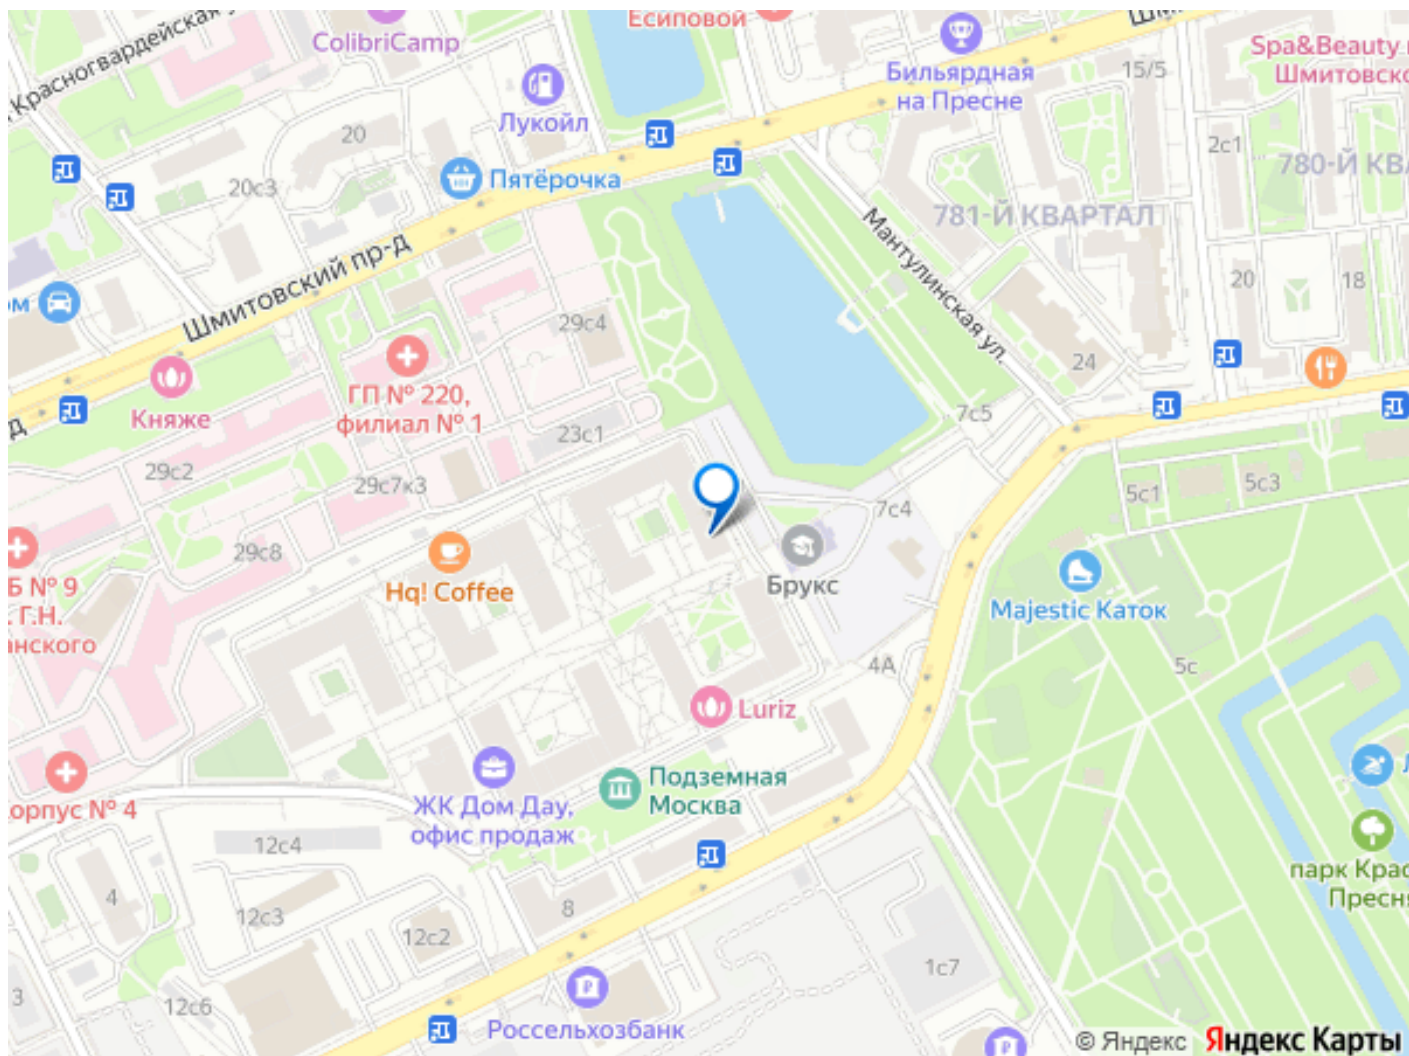 Есиповой
ColibriCamp
Красногвардейская
Лукойл
Бильярдная
на Пресне
15/5
Spa&Beauty
Шмитовско
20
2с1
780-Й КВА
20с3
Пятёрочка
781-Й КВАРТАЛ
Мантулинская ул.
Шмитовский пр-д
20
18
ом
29с4
24
ГП № 220,
филиал № 1
Княже
д
23с1
7с5
29с2
29с7к3
5с1
5с3
7с4
29с8
Б № 9
Г.Н.
анского
Hq! Coffee
Брукс
Majestic Каток
4А
5с
Luriz
Подземная
Москва
ЖК Дом Дау,
офис продаж
орпус № 4
12с4
парк Крас
Пресня
4
8
12с3
12с2
1с7
3
12с6
Россельхозбанк
© Яндекс Яндекс Карты